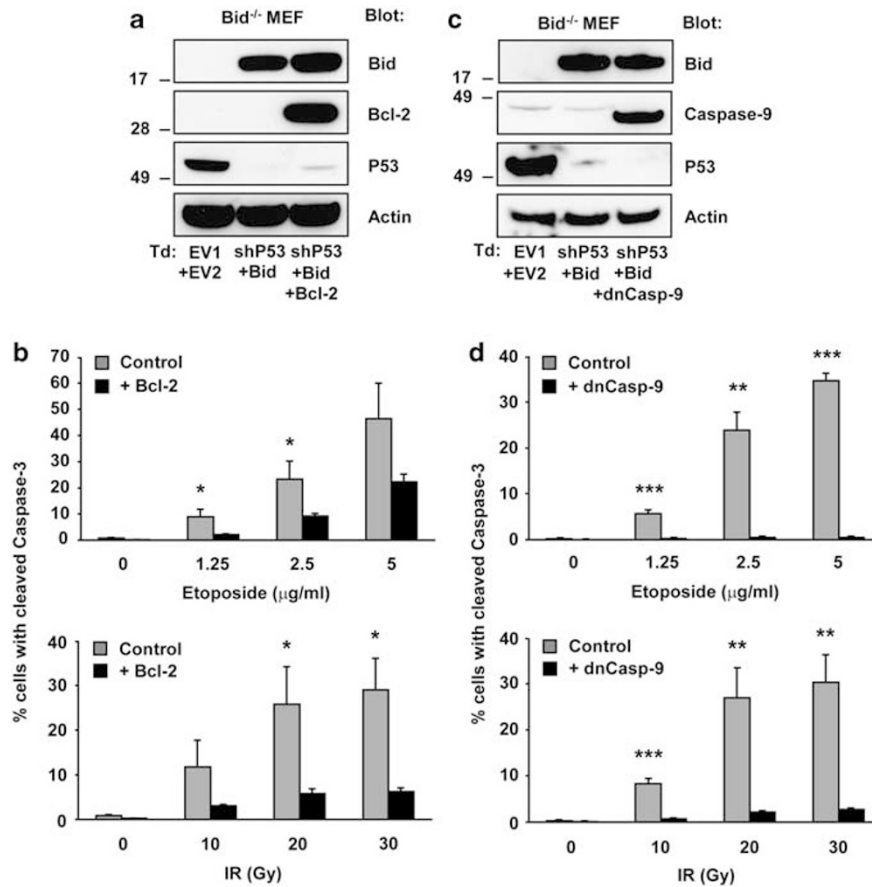 a
Bid-/- MEF
Blot:
17
Bid
28
Bcl-2
49
P53
Actin
Td: EV1 shP53 shP53
+EV2 +Bid +Bid
+Bcl-2
c
Bid-/- MEF
Blot:
17
Bid
49
Caspase-9
49
P53
Actin
Td: EV1 shP53 shP53
+EV2 +Bid +Bid
+dnCasp-9
b
% cells with cleaved Caspase-3
70
60
50
40
30
20
10
0
Control
+ Bcl-2
* *
0 1.25 2.5 5
Etoposide (µg/ml)
40
30
20
10
0
Control
+ Bcl-2
* *
0 10 20 30
IR (Gy)
d
% cells with cleaved Caspase-3
40
30
20
10
0
Control
+ dnCasp-9
*** ** ***
0 1.25 2.5 5
Etoposide (µg/ml)
40
30
20
10
0
Control
+ dnCasp-9
*** ** **
0 10 20 30
IR (Gy)